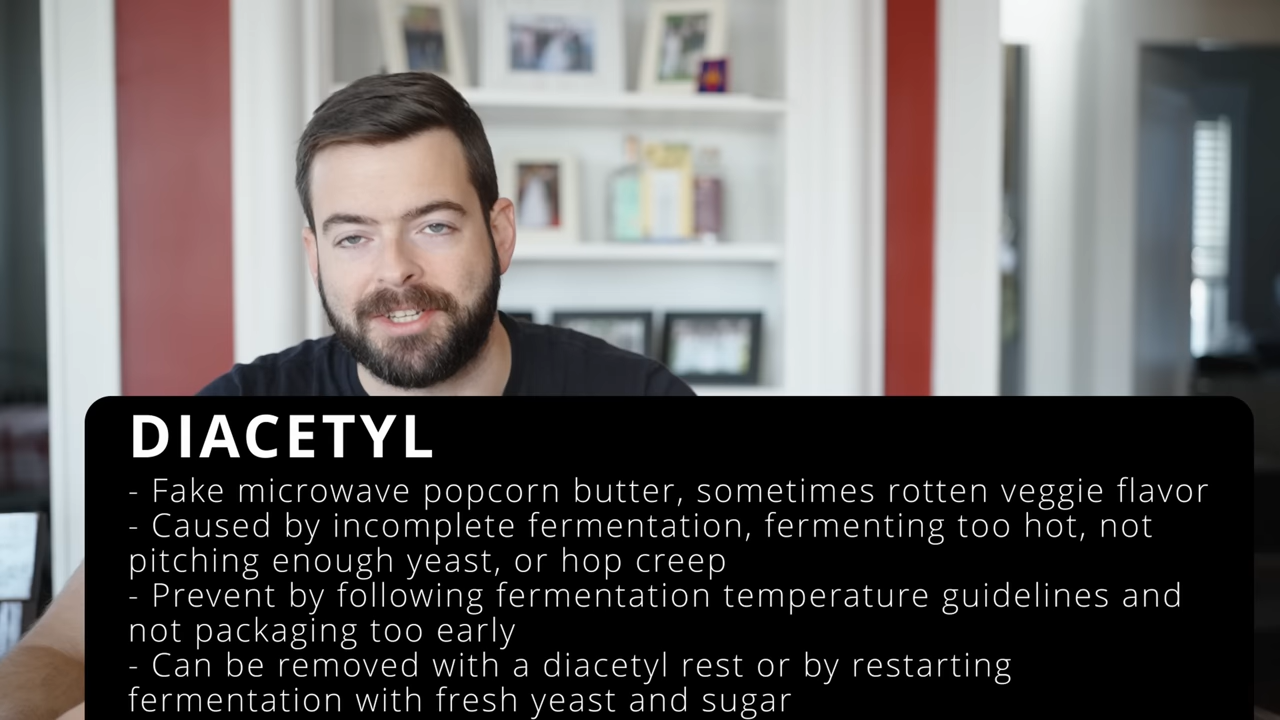 DIACETYL
- Fake microwave popcorn butter, sometimes rotten veggie flavor
- Caused by incomplete fermentation, fermenting too hot, not
pitching enough yeast, or hop creep
- Prevent by following fermentation temperature guidelines and
not packaging too early
- Can be removed with a diacetyl rest or by restarting
fermentation with fresh yeast and sugar